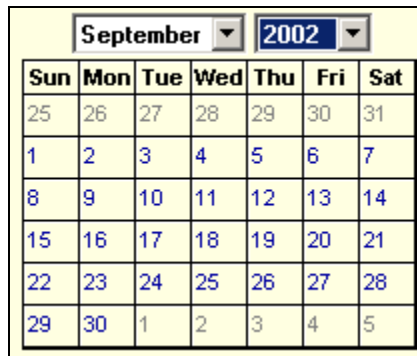 September 2002
Sun Mon Tue Wed Thu Fri Sat
25 26 27 28 29 30 31
1 2 3 4 5 6 7
8 9 10 11 12 13 14
15 16 17 18 19 20 21
22 23 24 25 26 27 28
29 30 1 2 3 4 5